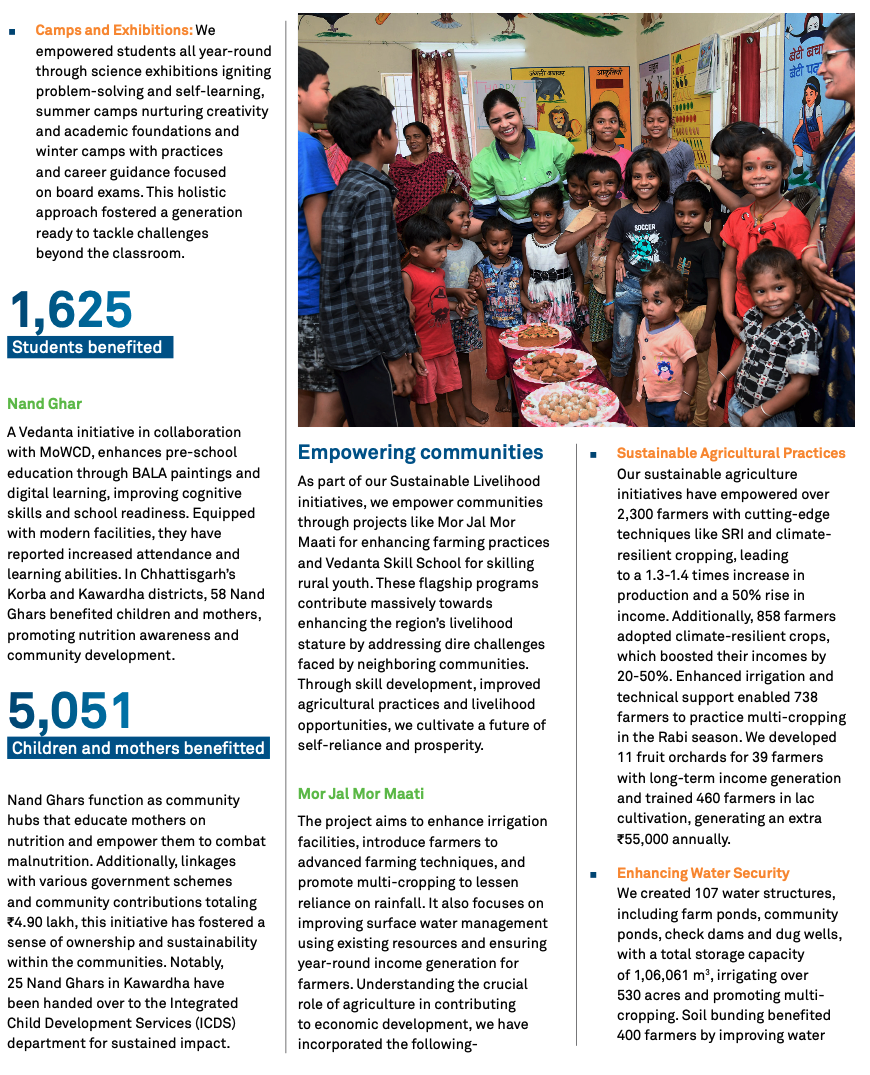 Camps and Exhibitions: We
empowered students all year-round
through science exhibitions igniting
problem-solving and self-learning,
summer camps nurturing creativity
and academic foundations and
winter camps with practices
and career guidance focused
on board exams. This holistic
approach fostered a generation
ready to tackle challenges
beyond the classroom.
1,625
Students benefited
Nand Ghar
A Vedanta initiative in collaboration
with MoWCD, enhances pre-school
education through BALA paintings and
digital learning, improving cognitive
skills and school readiness. Equipped
with modern facilities, they have
reported increased attendance and
learning abilities. In Chhattisgarh's
Korba and Kawardha districts, 58 Nand
Ghars benefited children and mothers,
promoting nutrition awareness and
community development.
5,051
Children and mothers benefitted
Nand Ghars function as community
hubs that educate mothers on
nutrition and empower them to combat
malnutrition. Additionally, linkages
with various government schemes
and community contributions totaling
₹4.90 lakh, this initiative has fostered a
sense of ownership and sustainability
within the communities. Notably,
25 Nand Ghars in Kawardha have
been handed over to the Integrated
Child Development Services (ICDS)
department for sustained impact.
जंगली जानवर
आकृतियाँ
SOCCER
Empowering communities
As part of our Sustainable Livelihood
initiatives, we empower communities
through projects like Mor Jal Mor
Maati for enhancing farming practices
and Vedanta Skill School for skilling
rural youth. These flagship programs
contribute massively towards
enhancing the region's livelihood
stature by addressing dire challenges
faced by neighboring communities.
Through skill development, improved
agricultural practices and livelihood
opportunities, we cultivate a future of
self-reliance and prosperity.
Mor Jal Mor Maati
The project aims to enhance irrigation
facilities, introduce farmers to
advanced farming techniques, and
promote multi-cropping to lessen
reliance on rainfall. It also focuses on
improving surface water management
using existing resources and ensuring
year-round income generation for
farmers. Understanding the crucial
role of agriculture in contributing
to economic development, we have
incorporated the following-
Sustainable Agricultural Practices
Our sustainable agriculture
initiatives have empowered over
2,300 farmers with cutting-edge
techniques like SRI and climate-
resilient cropping, leading
to a 1.3-1.4 times increase in
production and a 50% rise in
income. Additionally, 858 farmers
adopted climate-resilient crops,
which boosted their incomes by
20-50%. Enhanced irrigation and
technical support enabled 738
farmers to practice multi-cropping
in the Rabi season. We developed
11 fruit orchards for 39 farmers
with long-term income generation
and trained 460 farmers in lac
cultivation, generating an extra
₹55,000 annually.
Enhancing Water Security
We created 107 water structures,
including farm ponds, community
ponds, check dams and dug wells,
with a total storage capacity
of 1,06,061 m³, irrigating over
530 acres and promoting multi-
cropping. Soil bunding benefited
400 farmers by improving water